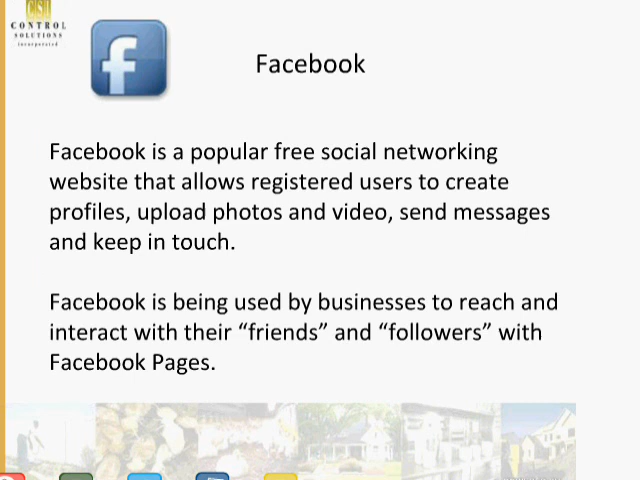 CSI
CONTROL
SOLUTIONS
incorporated
Facebook
Facebook is a popular free social networking
website that allows registered users to create
profiles, upload photos and video, send messages
and keep in touch.
Facebook is being used by businesses to reach and
interact with their “friends” and “followers” with
Facebook Pages.